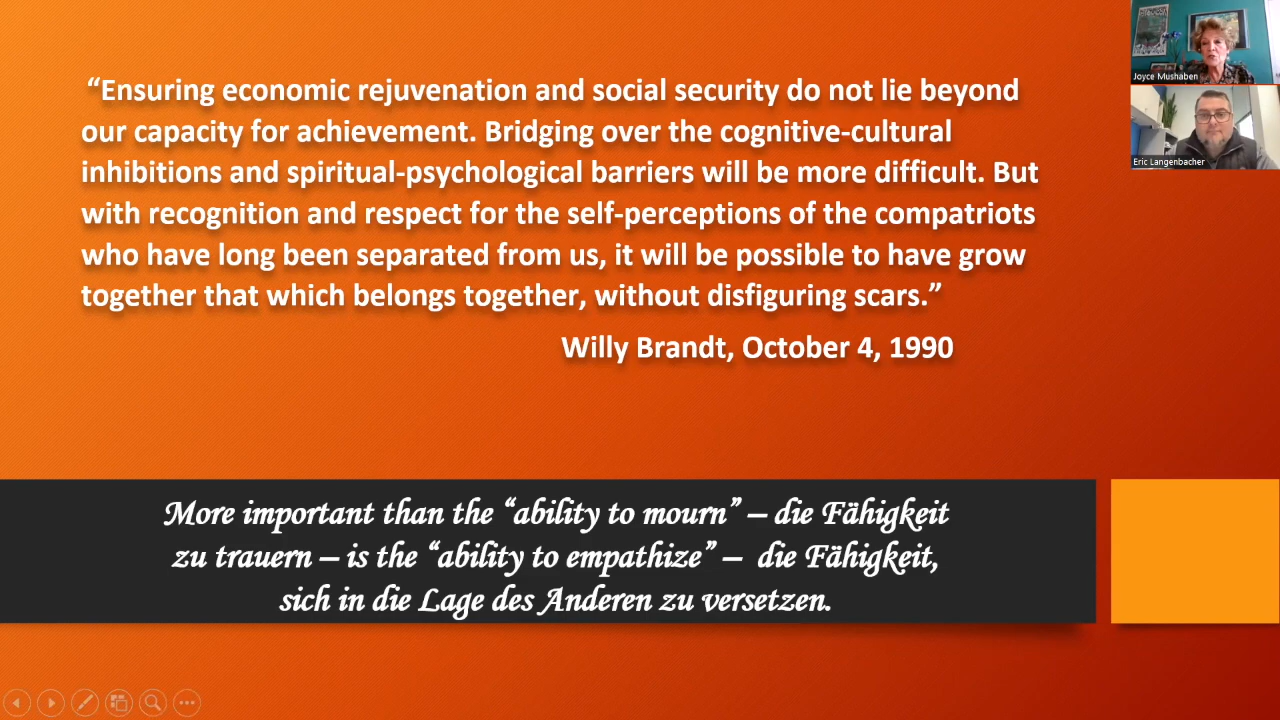 “Ensuring economic rejuvenation and social security do not lie beyond
our capacity for achievement. Bridging over the cognitive-cultural
inhibitions and spiritual-psychological barriers will be more difficult. But
with recognition and respect for the self-perceptions of the compatriots
who have long been separated from us, it will be possible to have grow
together that which belongs together, without disfiguring scars.”
Willy Brandt, October 4, 1990
More important than the “ability to mourn” – die Fähigkeit
zu trauern – is the “ability to empathize” – die Fähigkeit,
sich in die Lage des Anderen zu versetzen.
Joyce Mushaben
Eric Langenbacher